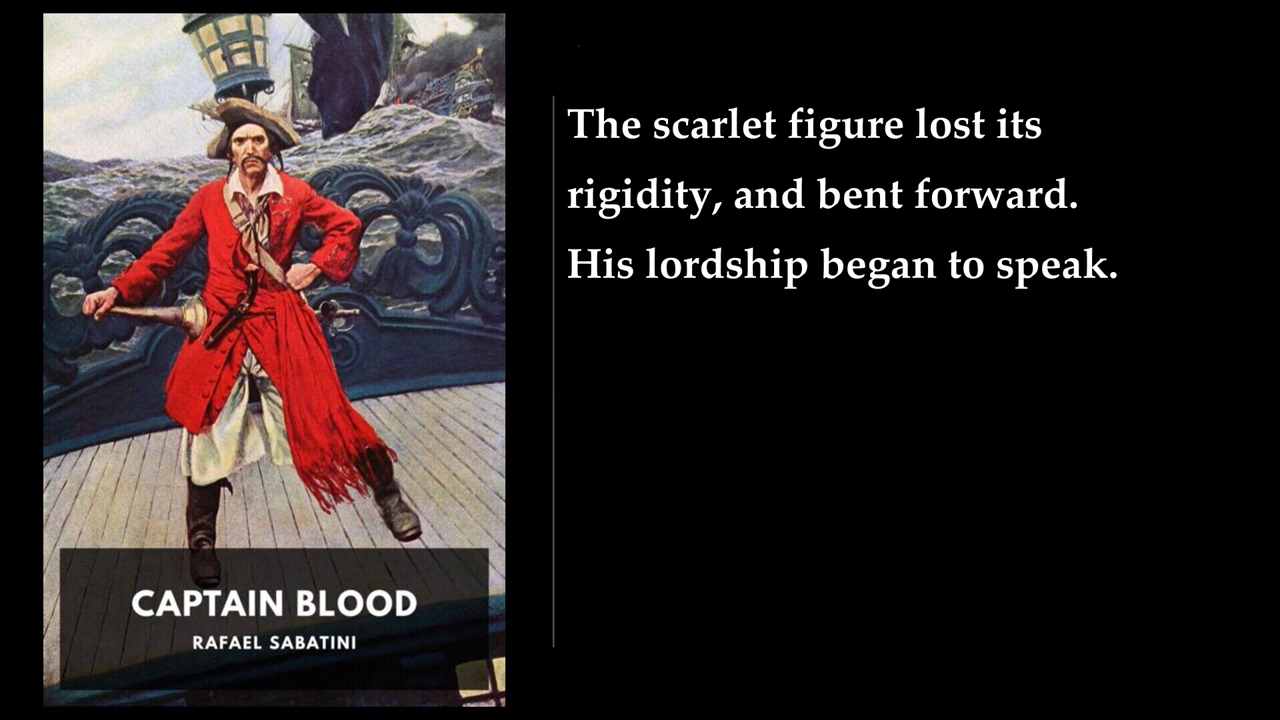 CAPTAIN BLOOD
RAFAEL SABATINI
The scarlet figure lost its
rigidity, and bent forward.
His lordship began to speak.